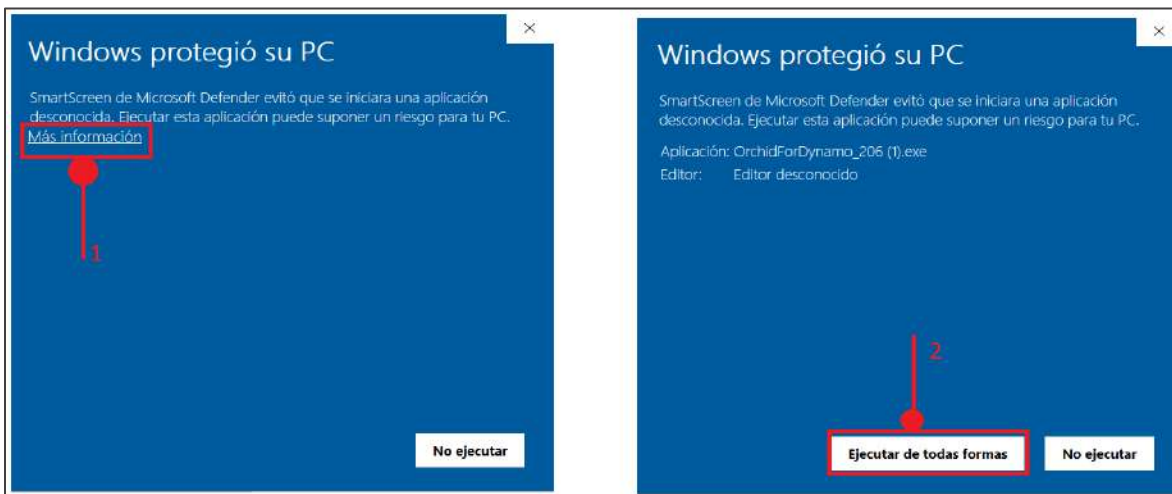 Windows protegió su PC
SmartScreen de Microsoft Defender evitó que se iniciara una aplicación
desconocida. Ejecutar esta aplicación puede suponer un riesgo para tu PC.
Más información
1
No ejecutar
Windows protegió su PC
SmartScreen de Microsoft Defender evitó que se iniciara una aplicación
desconocida. Ejecutar esta aplicación puede suponer un riesgo para tu PC.
Aplicación: OrchidForDynamo_206 (1).exe
Editor: Editor desconocido
2
Ejecutar de todas formas
No ejecutar